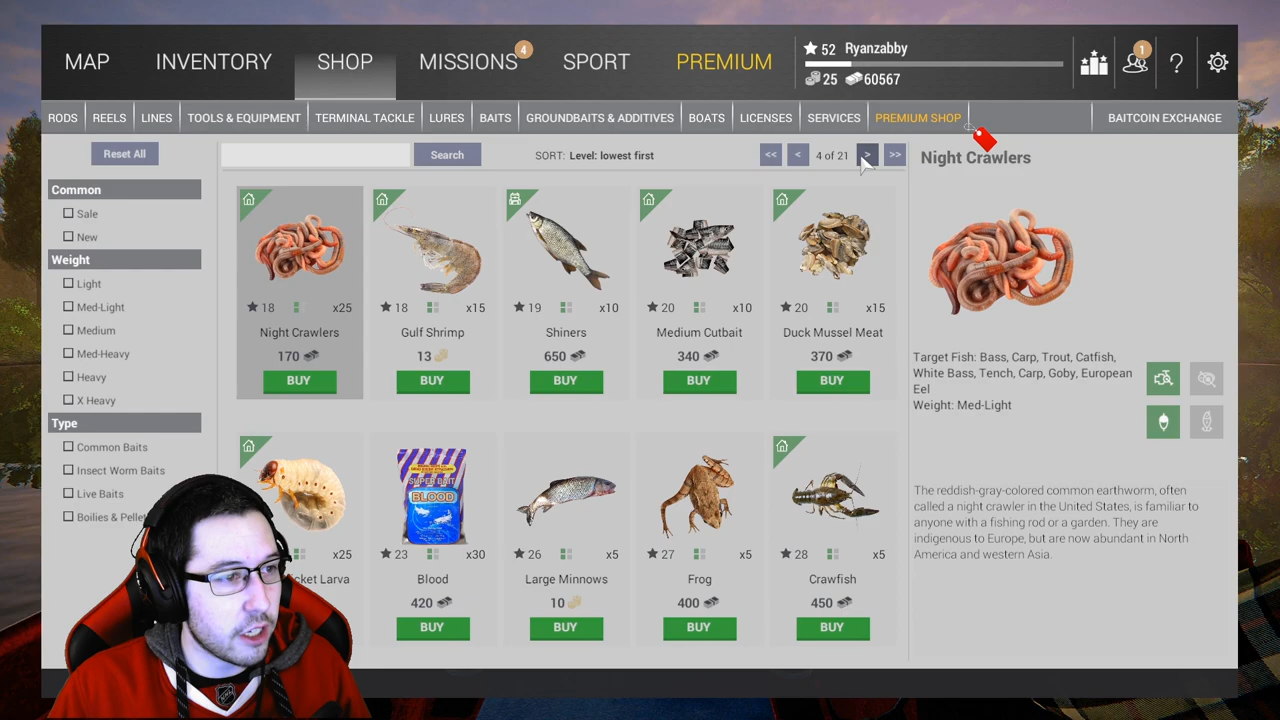 MAP
INVENTORY
SHOP
MISSIONS
4
SPORT
PREMIUM
52 Ryanzabby
25 60567
1
?
RODS
REELS
LINES
TOOLS & EQUIPMENT
TERMINAL TACKLE
LURES
BAITS
GROUNDBAITS & ADDITIVES
BOATS
LICENSES
SERVICES
PREMIUM SHOP
BAITCOIN EXCHANGE
Reset All
Search
SORT: Level: lowest first
<<
<
4 of 21
>
>>
Common
Sale
New
Weight
Light
Med-Light
Medium
Med-Heavy
Heavy
X Heavy
Type
Common Baits
Insect Worm Baits
Live Baits
18 x25
Night Crawlers
170
BUY
18 x15
Gulf Shrimp
13
BUY
19 x10
Shiners
650
BUY
20 x10
Medium Cutbait
340
BUY
20 x15
Duck Mussel Meat
370
BUY
x25
Larva
SUPER BAIT
BLOOD
23 x30
Blood
420
BUY
26 x5
Large Minnows
10
BUY
27 x5
Frog
400
BUY
28 x5
Crawfish
450
BUY
Night Crawlers
Target Fish: Bass, Carp, Trout, Catfish,
White Bass, Tench, Carp, Goby, European
Eel
Weight: Med-Light
The reddish-gray-colored common earthworm, often
called a night crawler in the United States, is familiar to
anyone with a fishing rod or a garden. They are
indigenous to Europe, but are now abundant in North
America and western Asia.
NHL